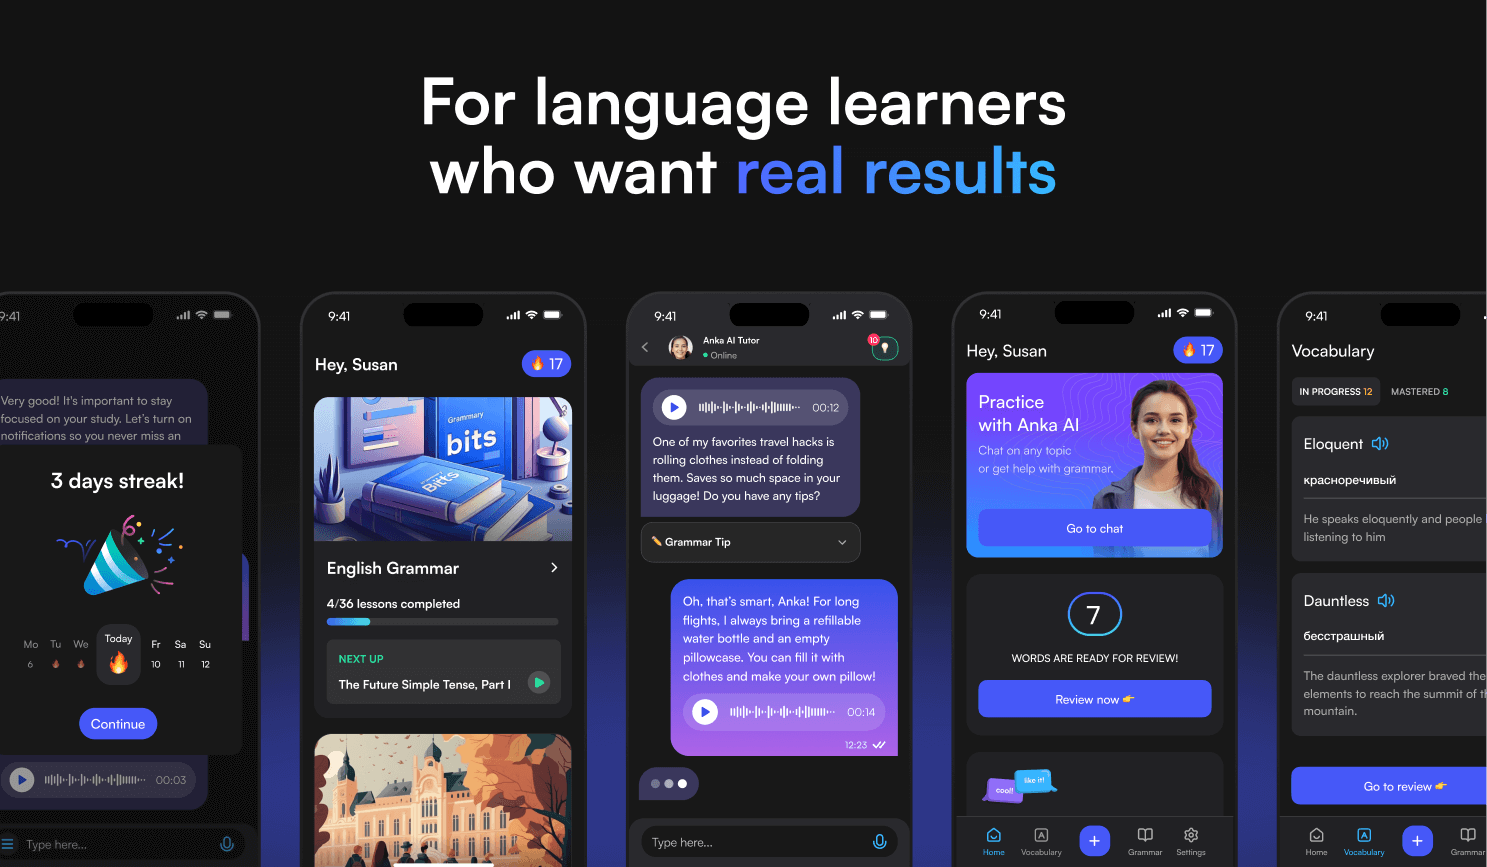 For language learners
who want real results
9:41
Very good! It's important to stay
focused on your study. Let's turn on
notifications so you never miss an
3 days streak!
Mo Tu We Today Fr Sa Su
6 10 11 12
Continue
00:03
Type here...
9:41
Hey, Susan
17
Grammary
bits
Bitts
English Grammar
4/36 lessons completed
NEXT UP
The Future Simple Tense, Part I
9:41
Anka AI Tutor
Online
10
00:12
One of my favorites travel hacks is
rolling clothes instead of folding
them. Saves so much space in your
luggage! Do you have any tips?
Grammar Tip
Oh, that's smart, Anka! For long
flights, I always bring a refillable
water bottle and an empty
pillowcase. You can fill it with
clothes and make your own pillow!
00:14
12:23
Type here...
9:41
Hey, Susan
17
Practice
with Anka AI
Chat on any topic
or get help with grammar.
Go to chat
7
WORDS ARE READY FOR REVIEW!
Review now
cool!
like it!
Home Vocabulary + Grammar Settings
9:41
Vocabulary
IN PROGRESS 12 MASTERED 8
Eloquent
красноречивый
He speaks eloquently and people
listening to him
Dauntless
бесстрашный
The dauntless explorer braved the
elements to reach the summit of
mountain.
Go to review
Home Vocabulary + Grammar